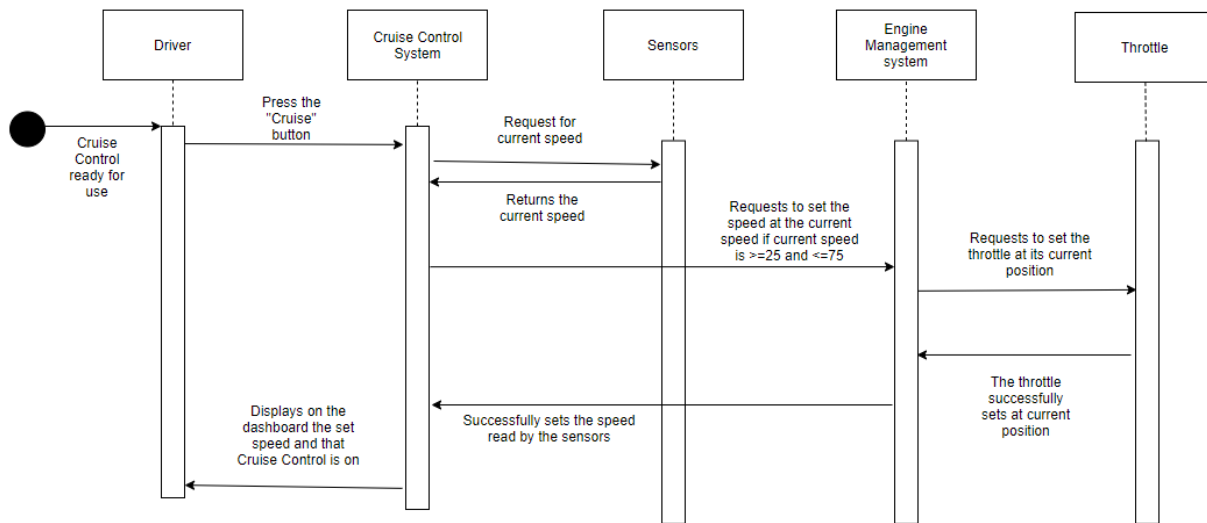 Driver
Cruise Control
System
Sensors
Engine
Management
system
Throttle
Cruise
Control
ready for
use
Press the
"Cruise"
button
Request for
current speed
Returns the
current speed
Requests to set the
speed at the current
speed if current speed
is >=25 and <=75
Requests to set the
throttle at its current
position
The throttle
successfully
sets at current
position
Successfully sets the speed
read by the sensors
Displays on the
dashboard the set
speed and that
Cruise Control is on